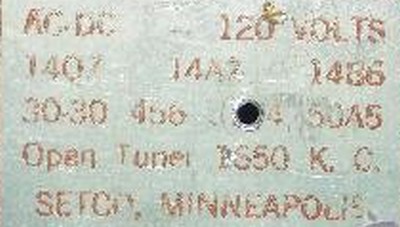 AC-DC 120 VOLTS
14Q7 14A7 14B6
30-30 456 50A5
Open Tuner 1650 K. C.
SETCO, MINNEAPOLIS